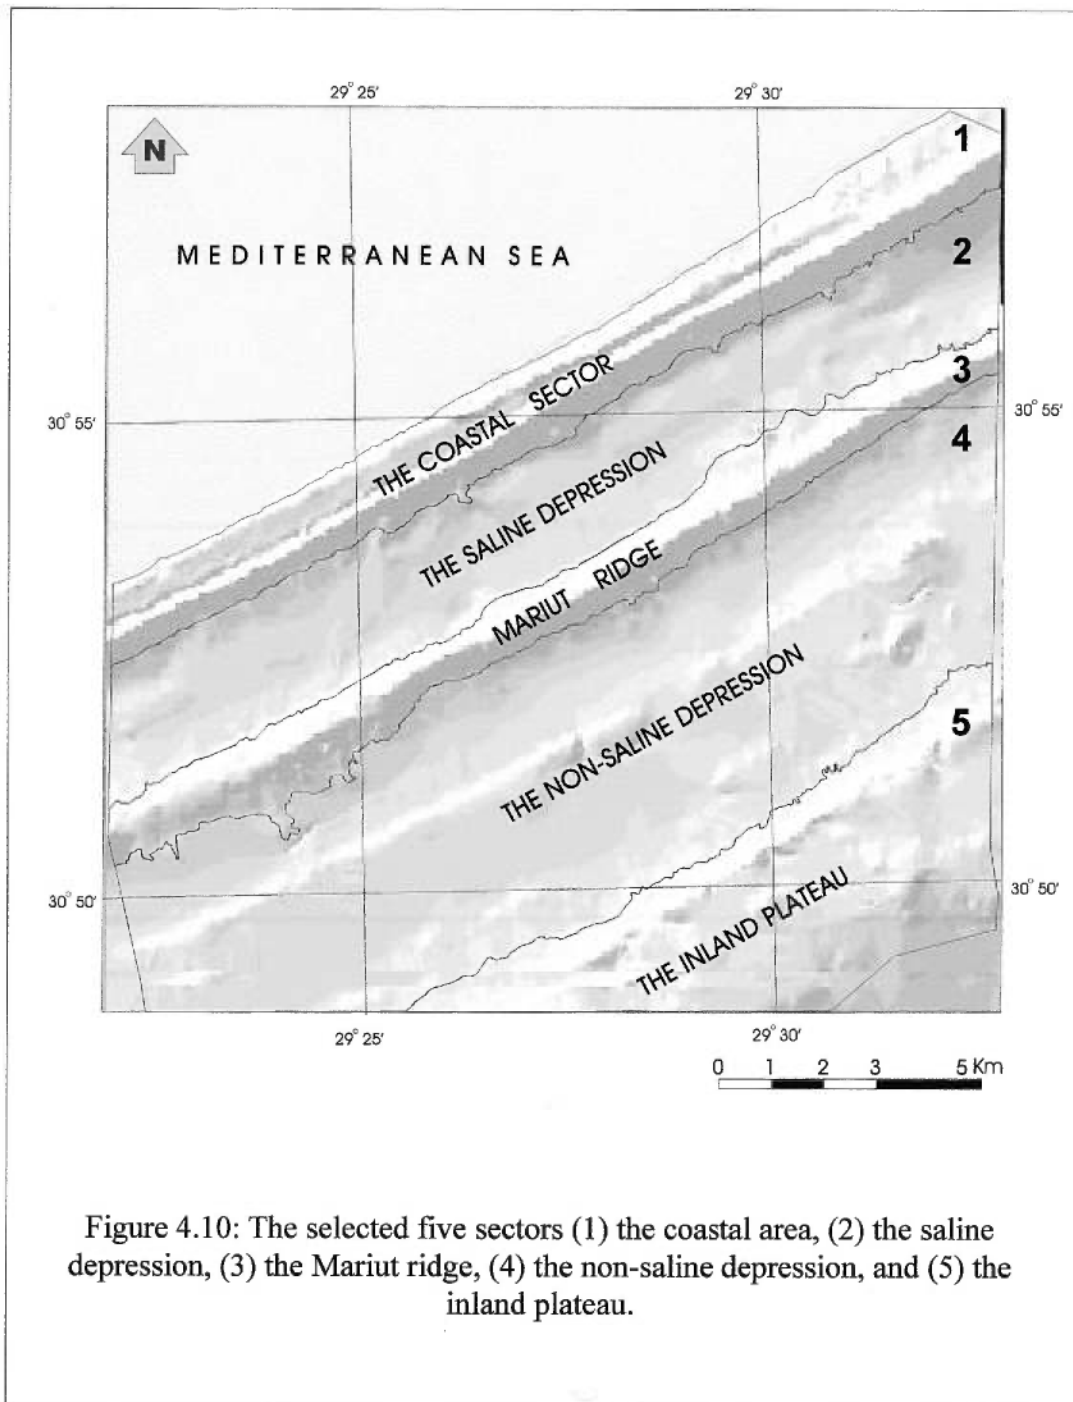 29° 25' 29° 30'
N
1
MEDITERRANEAN SEA
2
3
THE COASTAL SECTOR
30° 55' 30° 55'
4
THE SALINE DEPRESSION
MARIUT RIDGE
THE NON-SALINE DEPRESSION
5
30° 50' 30° 50'
THE INLAND PLATEAU
29° 25' 29° 30'
0 1 2 3 5 Km
Figure 4.10: The selected five sectors (1) the coastal area, (2) the saline
depression, (3) the Mariut ridge, (4) the non-saline depression, and (5) the
inland plateau.